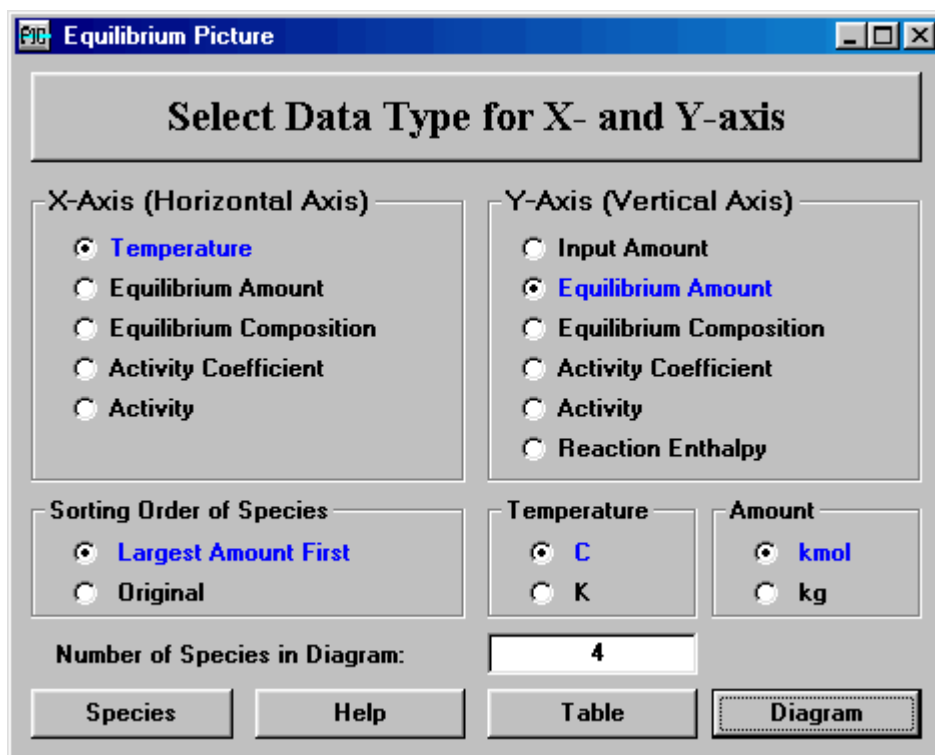 PIC Equilibrium Picture
Select Data Type for X- and Y-axis
X-Axis (Horizontal Axis)
Temperature
Equilibrium Amount
Equilibrium Composition
Activity Coefficient
Activity
Y-Axis (Vertical Axis)
Input Amount
Equilibrium Amount
Equilibrium Composition
Activity Coefficient
Activity
Reaction Enthalpy
Sorting Order of Species
Largest Amount First
Original
Temperature
C
K
Amount
kmol
kg
Number of Species in Diagram: 4
Species Help Table Diagram